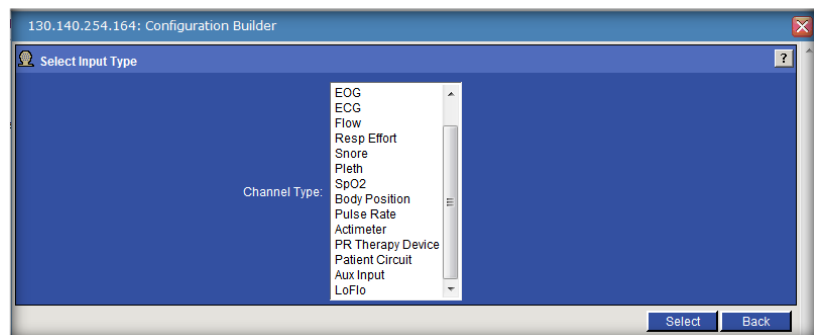 130.140.254.164: Configuration Builder
Select Input Type
?
EOG
ECG
Flow
Resp Effort
Snore
Pleth
SpO2
Channel Type:
Body Position
Pulse Rate
Actimeter
PR Therapy Device
Patient Circuit
Aux Input
LoFlo
Select Back